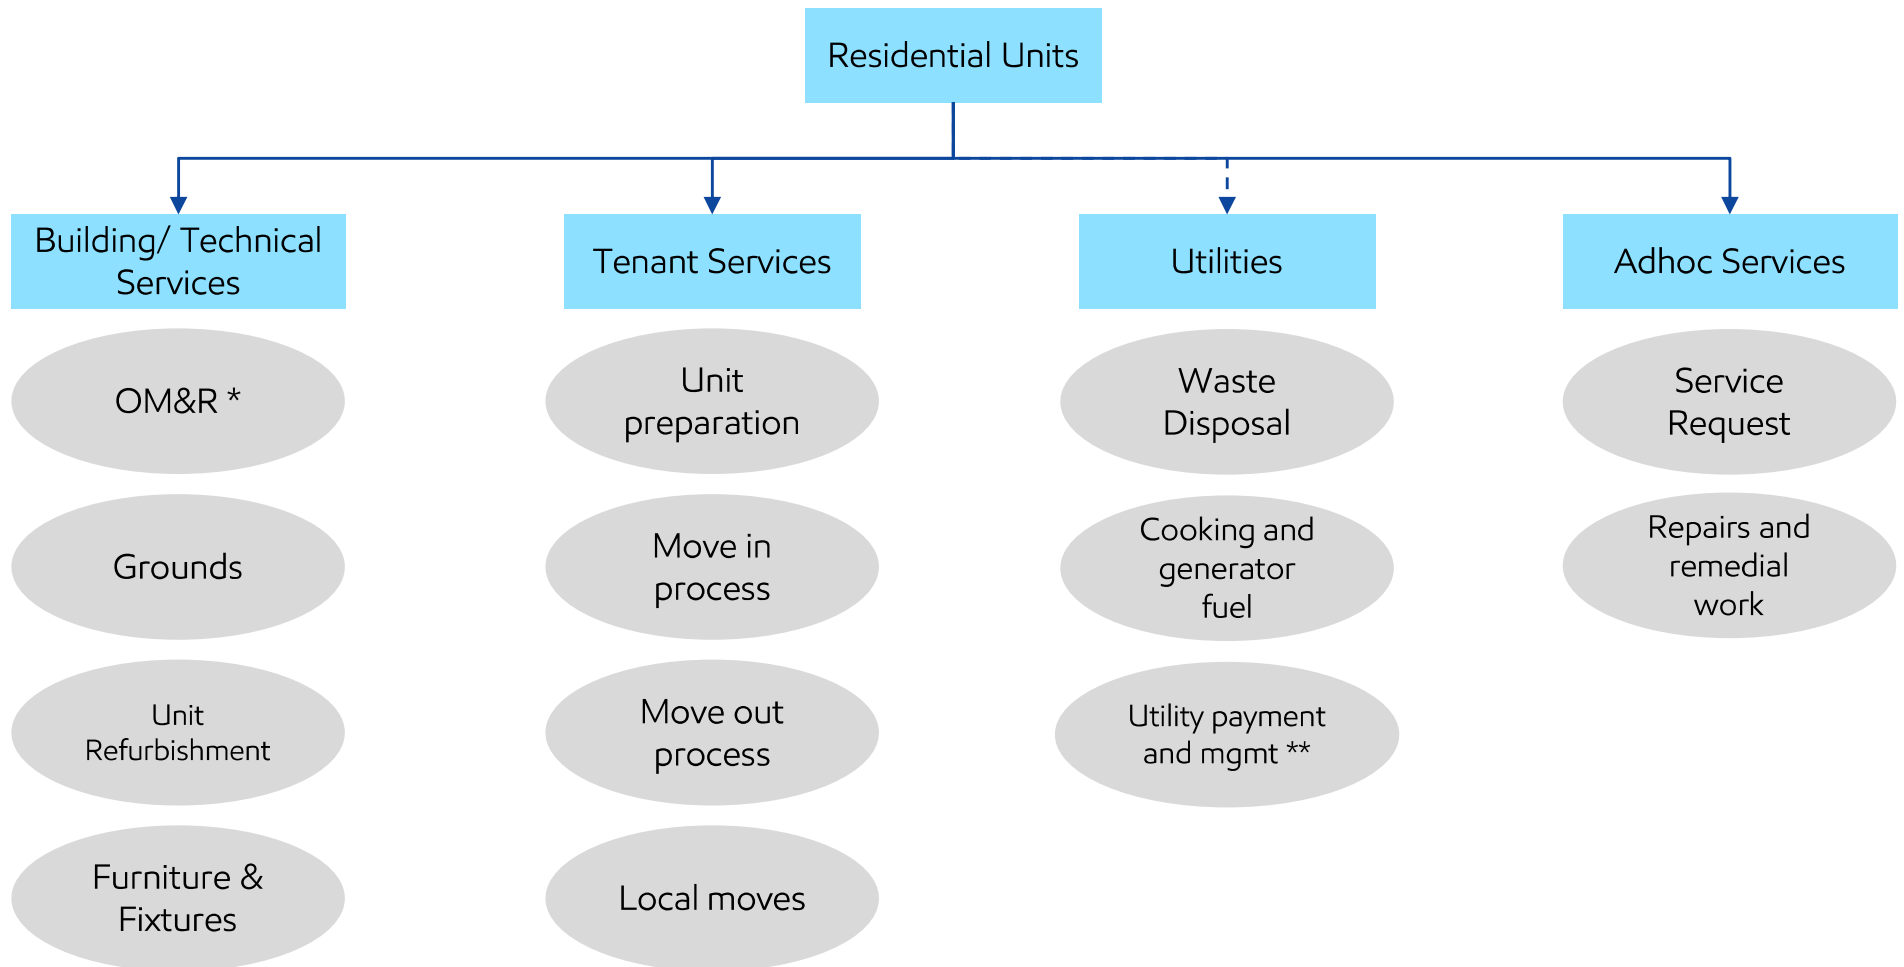 Residential Units
Building/ Technical
Services
Tenant Services
Utilities
Adhoc Services
OM&R *
Unit
preparation
Waste
Disposal
Service
Request
Grounds
Move in
process
Cooking and
generator
fuel
Repairs and
remedial
work
Unit
Refurbishment
Move out
process
Utility payment
and mgmt **
Furniture &
Fixtures
Local moves